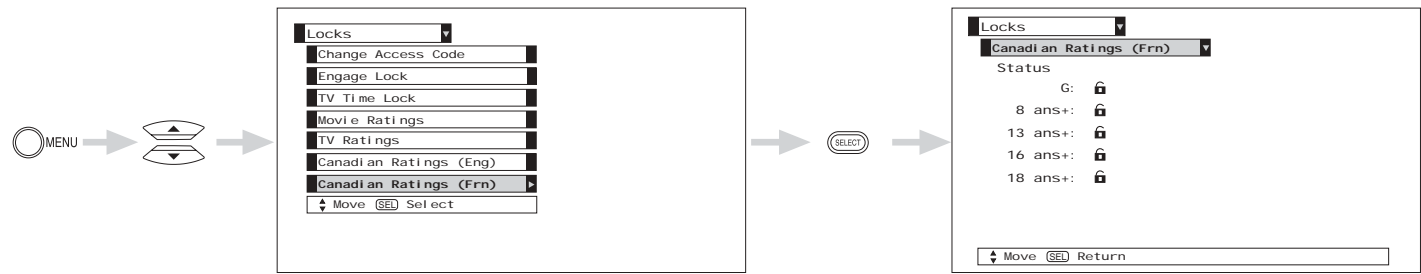 MENU
Locks
Change Access Code
Engage Lock
TV Time Lock
Movie Ratings
TV Ratings
Canadian Ratings (Eng)
Canadian Ratings (Frn)
Move SEL Select
SELECT
Locks
Canadian Ratings (Frn)
Status
G:
8 ans+:
13 ans+:
16 ans+:
18 ans+:
Move SEL Return